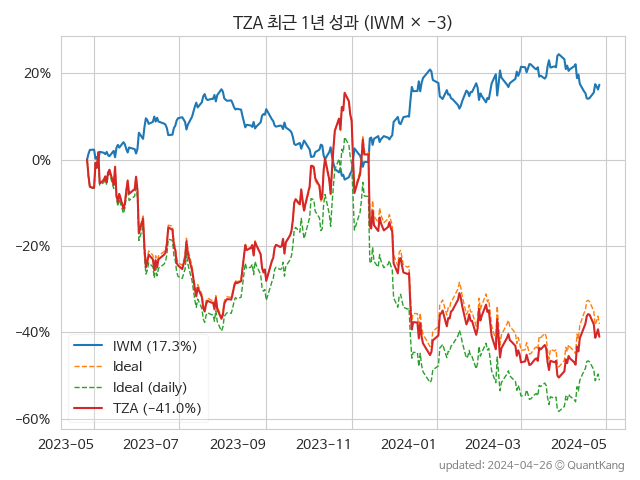 TZA 최근 1년 성과 (IWM × −3)
20%
0%
−20%
−40%
−60%
IWM (17.3%)
Ideal
Ideal (daily)
TZA (−41.0%)
2023-05 2023-07 2023-09 2023-11 2024-01 2024-03 2024-05
updated: 2024-04-26 © QuantKang